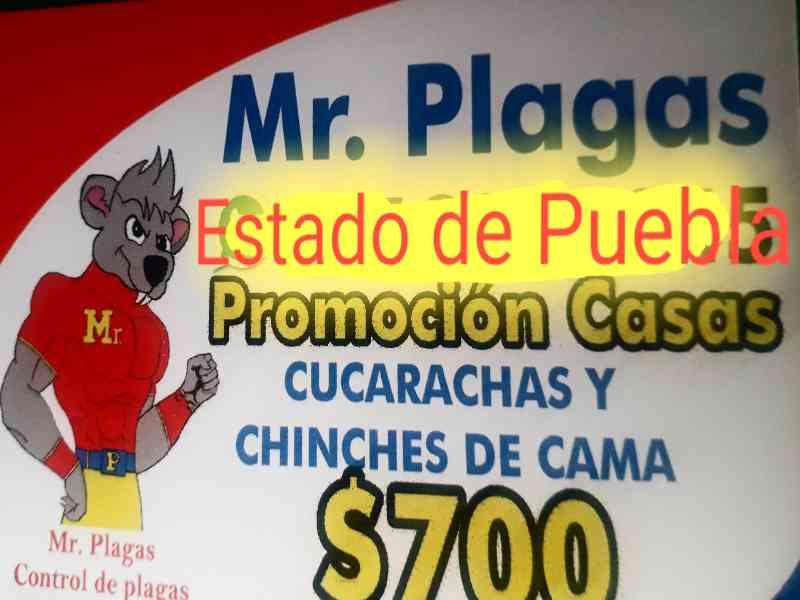 Mr. Plagas
Estado de Puebla
Promoción Casas
CUCARACHAS Y
CHINCHES DE CAMA
$700
Mr.
P
Mr. Plagas
Control de plagas